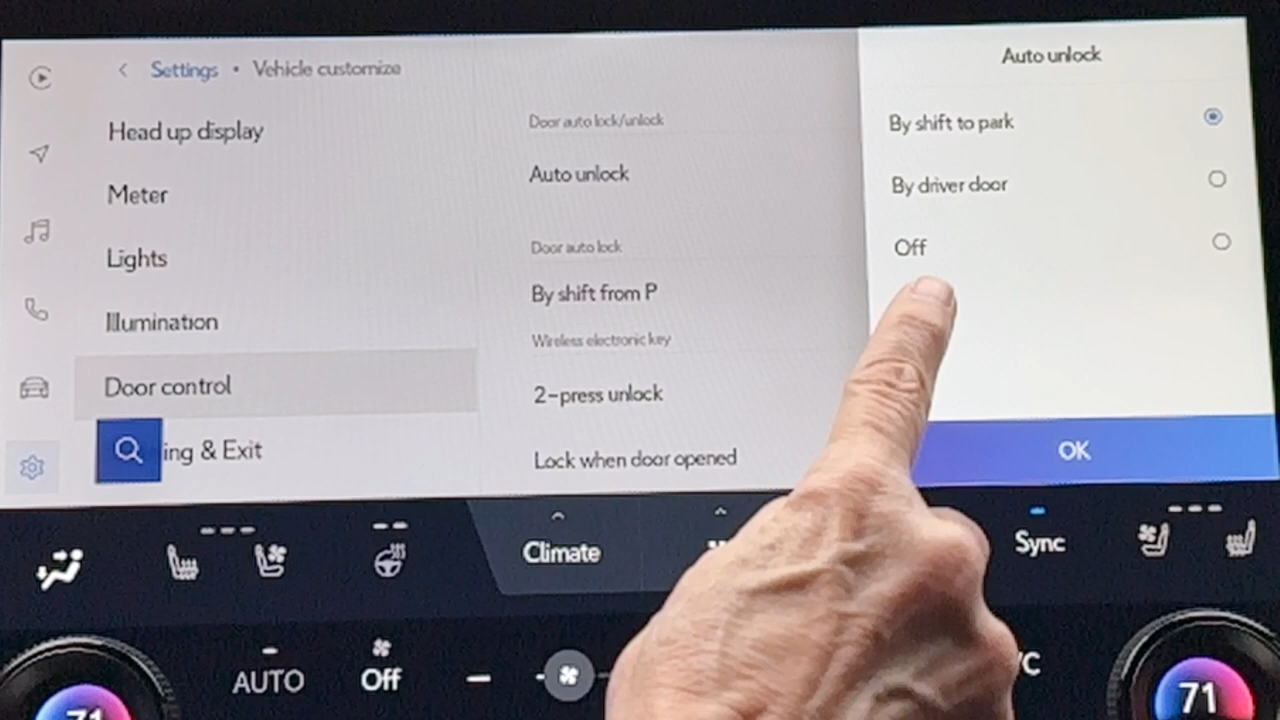 Settings • Vehicle customize
Head up display
Meter
Lights
Illumination
Door control
ing & Exit
Door auto lock/unlock
Auto unlock
Door auto lock
By shift from P
Wireless electronic key
2-press unlock
Lock when door opened
Auto unlock
By shift to park
By driver door
Off
OK
Climate
Sync
AUTO
Off
71